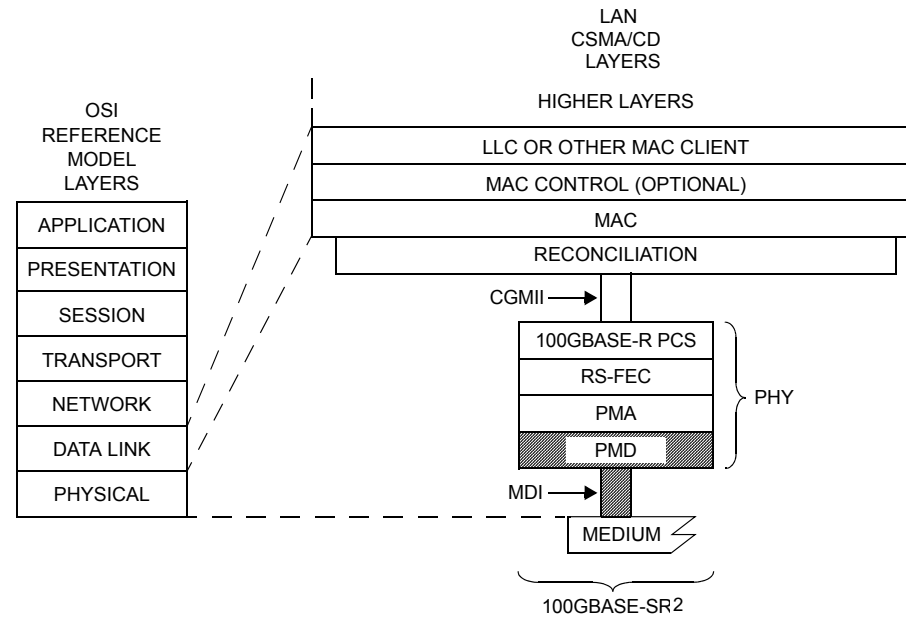 LAN
CSMA/CD
LAYERS
HIGHER LAYERS
OSI
REFERENCE
MODEL
LAYERS
LLC OR OTHER MAC CLIENT
MAC CONTROL (OPTIONAL)
MAC
RECONCILIATION
APPLICATION
PRESENTATION
SESSION
TRANSPORT
NETWORK
DATA LINK
PHYSICAL
CGMII
100GBASE-R PCS
RS-FEC
PMA
PMD
PHY
MDI
MEDIUM
100GBASE-SR2